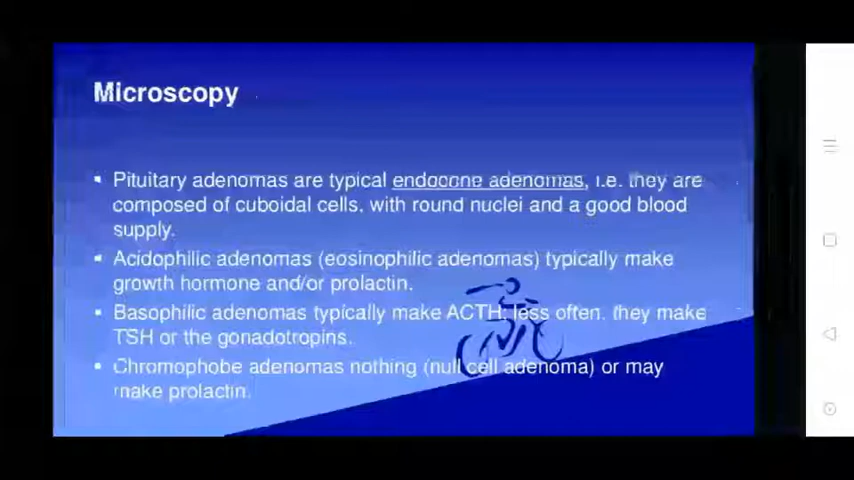 Microscopy
Pituitary adenomas are typical endocrine adenomas, i.e. they are
composed of cuboidal cells, with round nuclei and a good blood
supply.
Acidophilic adenomas (eosinophilic adenomas) typically make
growth hormone and/or prolactin.
Basophilic adenomas typically make ACTH; less often, they make
TSH or the gonadotropins.
Chromophobe adenomas nothing (null cell adenoma) or may
make prolactin.